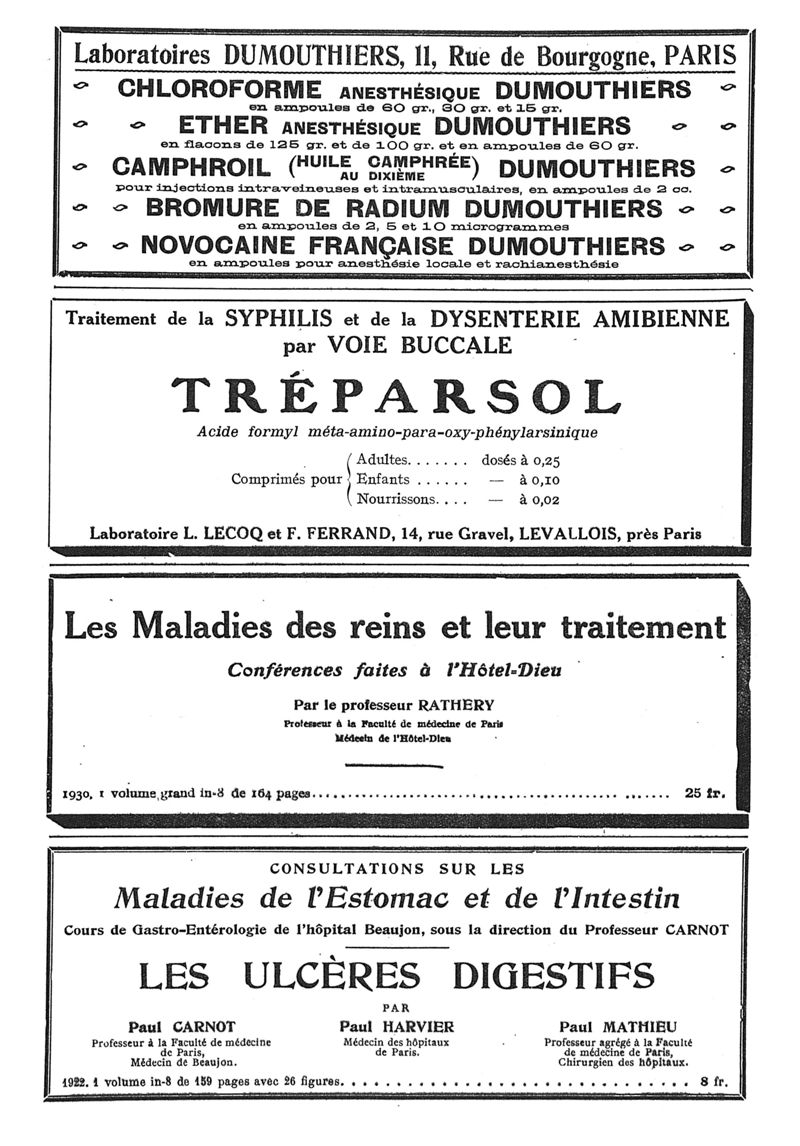 Laboratoires DUMOUTHIERS, 11, Rue de Bourgogne, PARIS
CHLOROFORME ANESTHÉSIQUE DUMOUTHIERS
en ampoules de 60 gr., 30 gr. et 15 gr.
ETHER ANESTHÉSIQUE DUMOUTHIERS
en flacons de 125 gr. et de 100 gr. et en ampoules de 60 gr.
CAMPHROIL (HUILE CAMPHRÉE AU DIXIÈME) DUMOUTHIERS
pour injections intraveineuses et intramusculaires, en ampoules de 2 cc.
BROMURE DE RADIUM DUMOUTHIERS
en ampoules de 2, 5 et 10 microgrammes
NOVOCAINE FRANÇAISE DUMOUTHIERS
en ampoules pour anesthésie locale et rachianesthésie
Traitement de la SYPHILIS et de la DYSENTERIE AMIBIENNE
par VOIE BUCCALE
TRÉPARSOL
Acide formyl méta-amino-para-oxy-phénylarsinique
Comprimés pour { Adultes. . . . . . . dosés à 0,25
Enfants . . . . . . — à 0,10
Nourrissons. . . . — à 0,02
Laboratoire L. LECOQ et F. FERRAND, 14, rue Gravel, LEVALLOIS, près Paris
Les Maladies des reins et leur traitement
Conférences faites à l'Hôtel-Dieu
Par le professeur RATHERY
Professeur à la Faculté de médecine de Paris
Médecin de l'Hôtel-Dieu
1930, 1 volume grand in-8 de 164 pages........................ 25 fr.
CONSULTATIONS SUR LES
Maladies de l'Estomac et de l'Intestin
Cours de Gastro-Entérologie de l'hôpital Beaujon, sous la direction du Professeur CARNOT
LES ULCÈRES DIGESTIFS
PAR
Paul CARNOT
Professeur à la Faculté de médecine
de Paris,
Médecin de Beaujon.
Paul HARVIER
Médecin des hôpitaux
de Paris.
Paul MATHIEU
Professeur agrégé à la Faculté
de médecine de Paris,
Chirurgien des hôpitaux.
1922. 1 volume in-8 de 159 pages avec 26 figures. . . . . . . . . . . . . . . . . . . . . 8 fr.